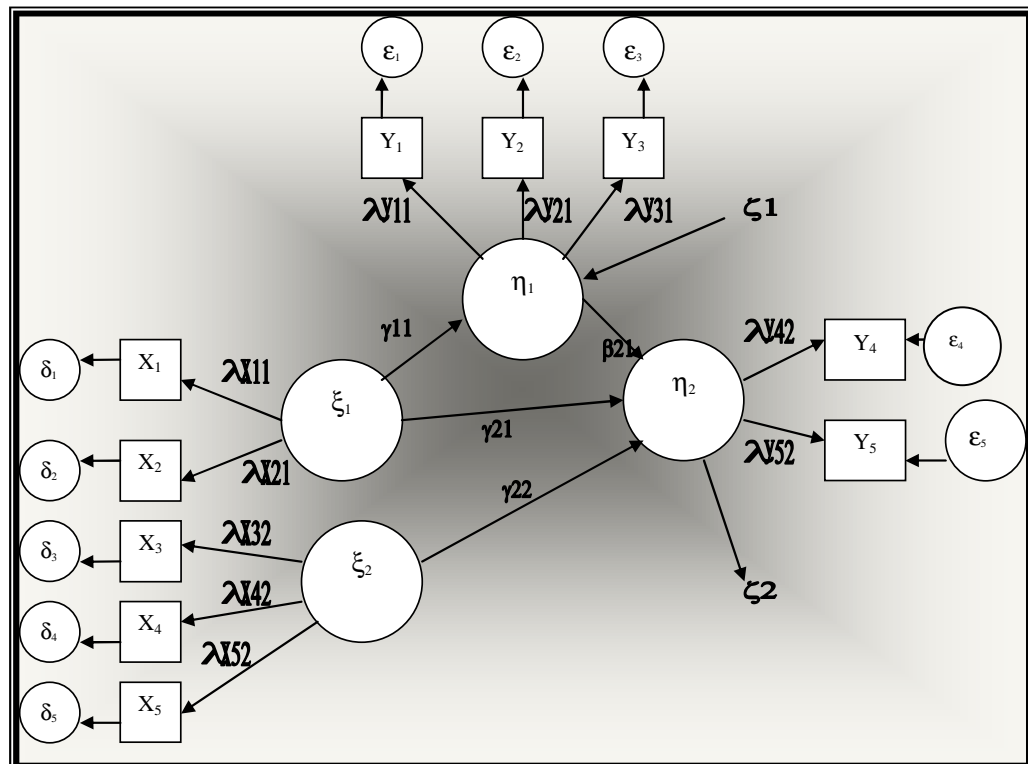 ε₁ ε₂ ε₃
Y₁ Y₂ Y₃
λY11 λY21 λY31 ζ1
η₁
γ11 β21 λY42 Y₄ ε₄
δ₁ X₁ λX11 ξ₁ η₂
γ21 λY52 Y₅ ε₅
δ₂ X₂ λX21
γ22
δ₃ X₃ λX32 ξ₂
ζ2
δ₄ X₄ λX42
λX52
δ₅ X₅